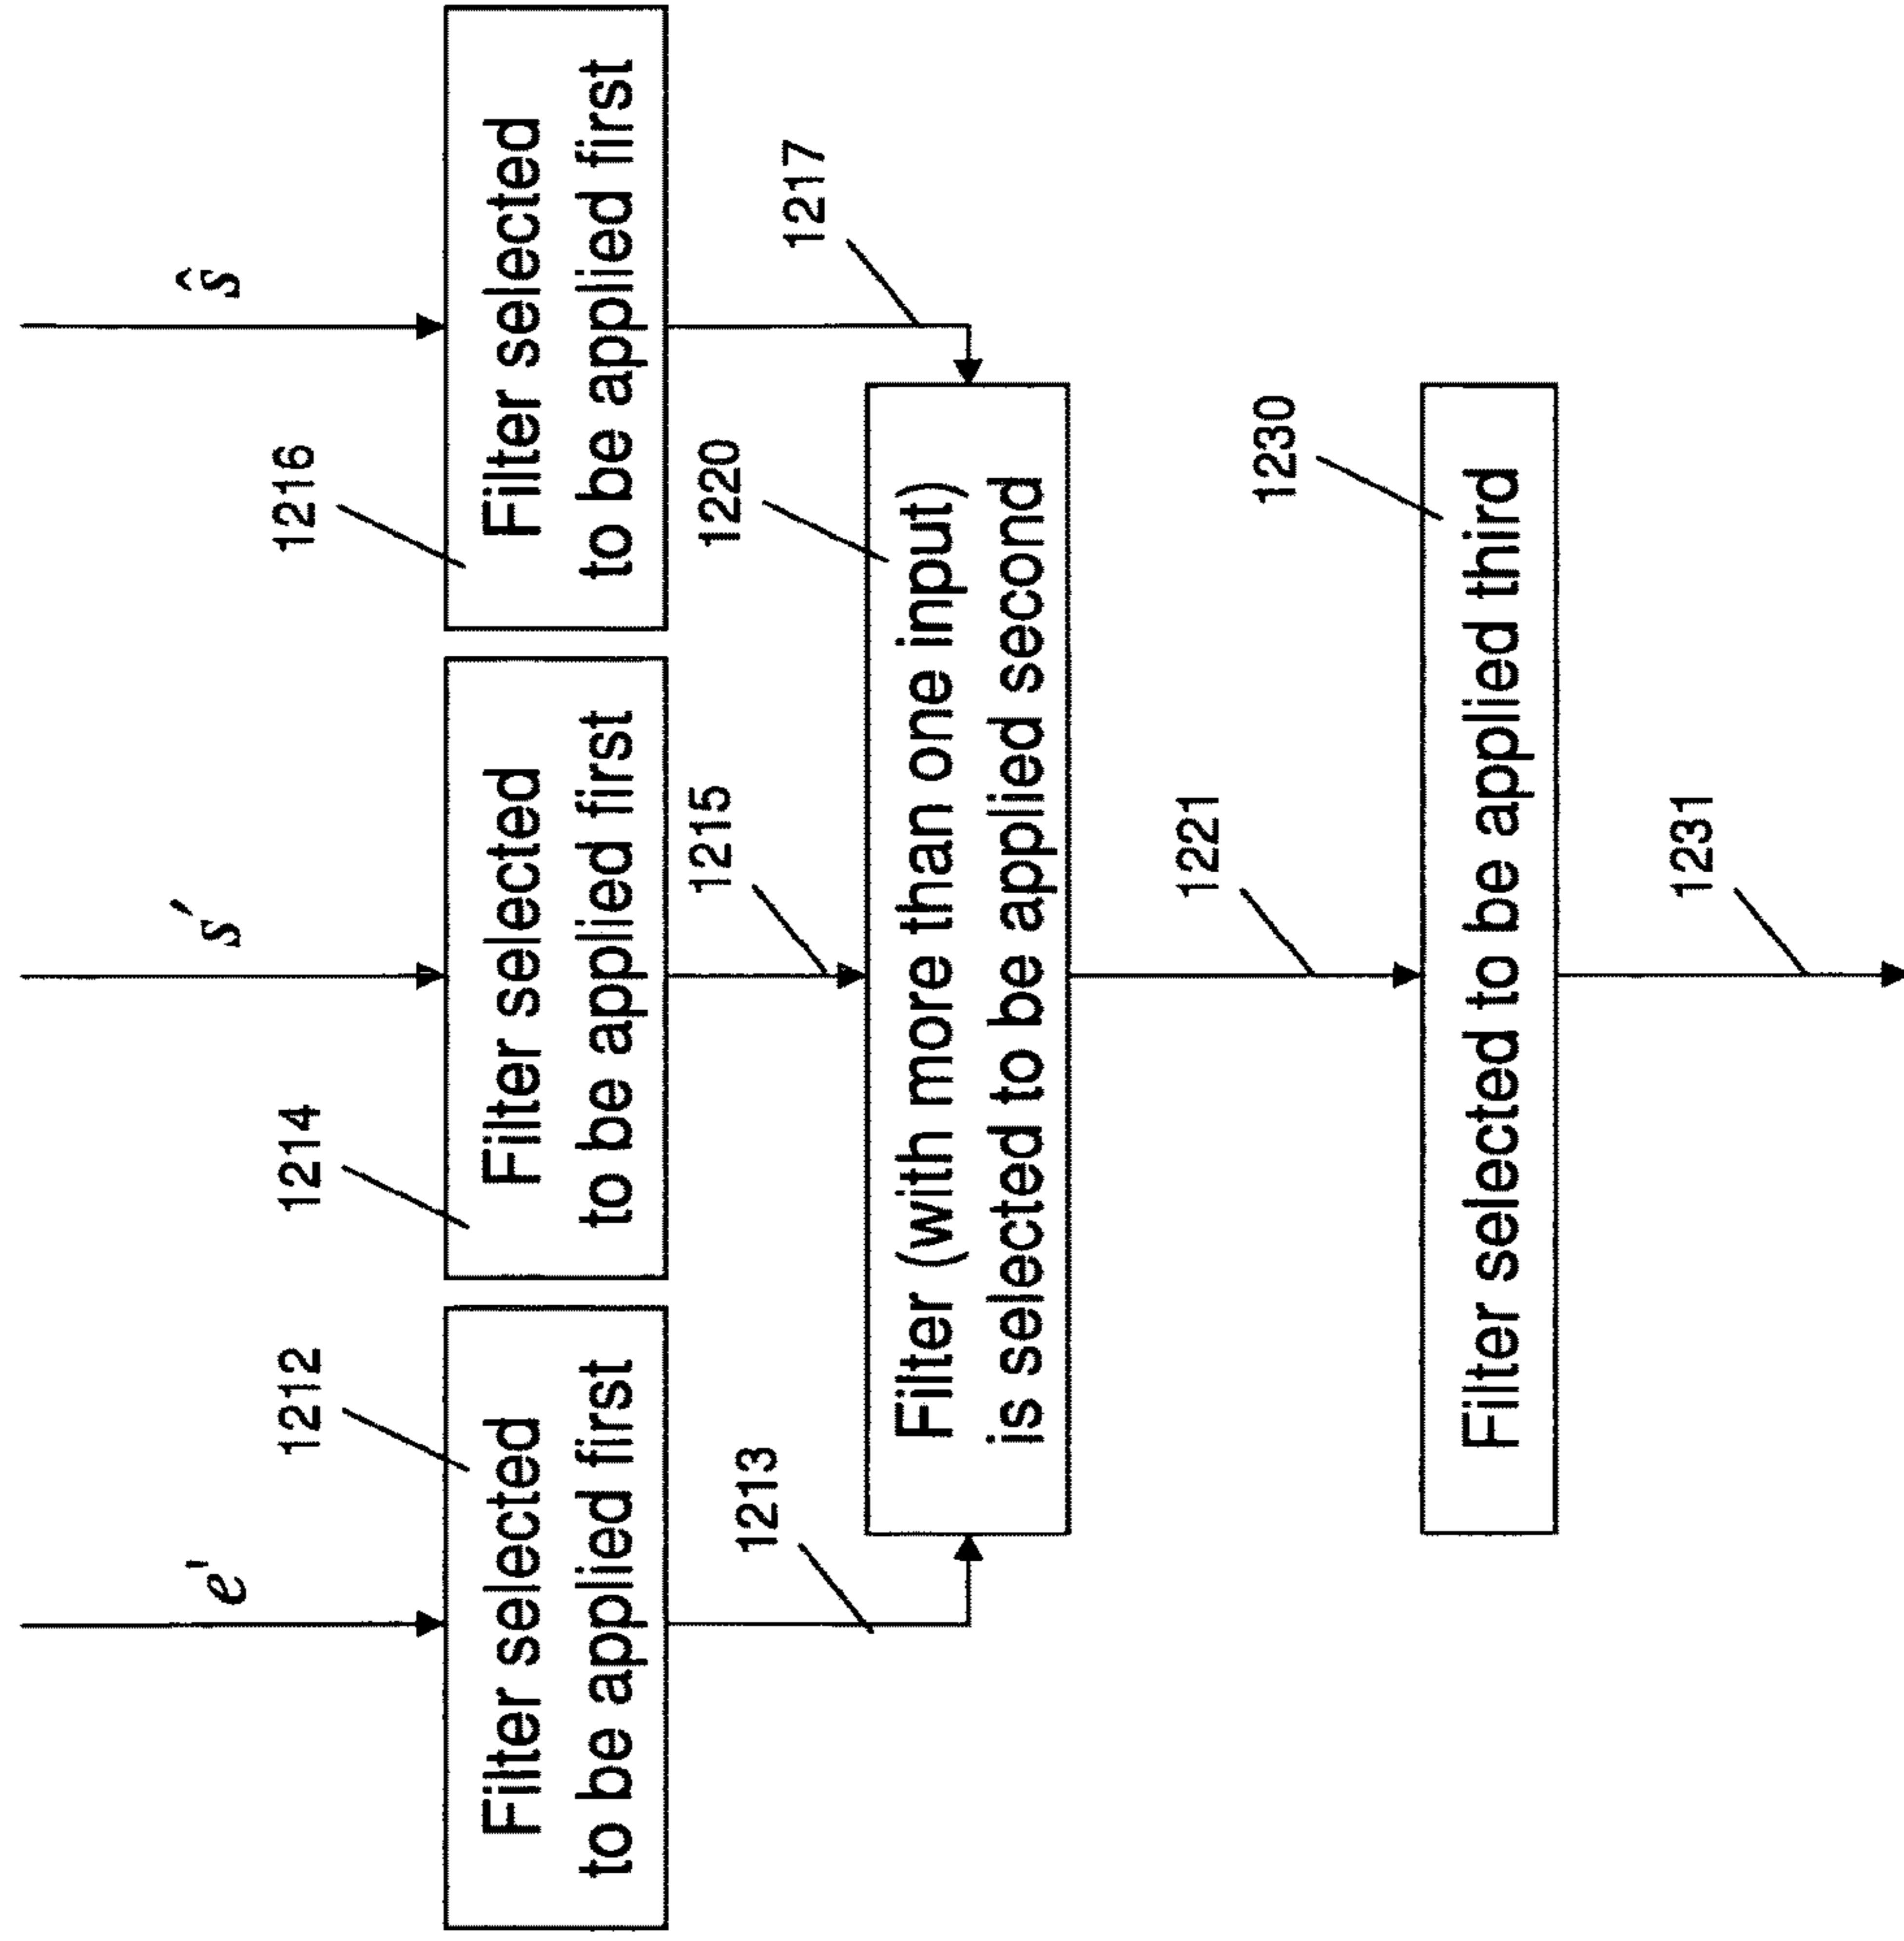 e'
s'
ŝ
1212
1214
1216
Filter selected
to be applied first
Filter selected
to be applied first
Filter selected
to be applied first
1213
1215
1220
1217
Filter (with more than one input)
is selected to be applied second
1221
1230
Filter selected to be applied third
1231